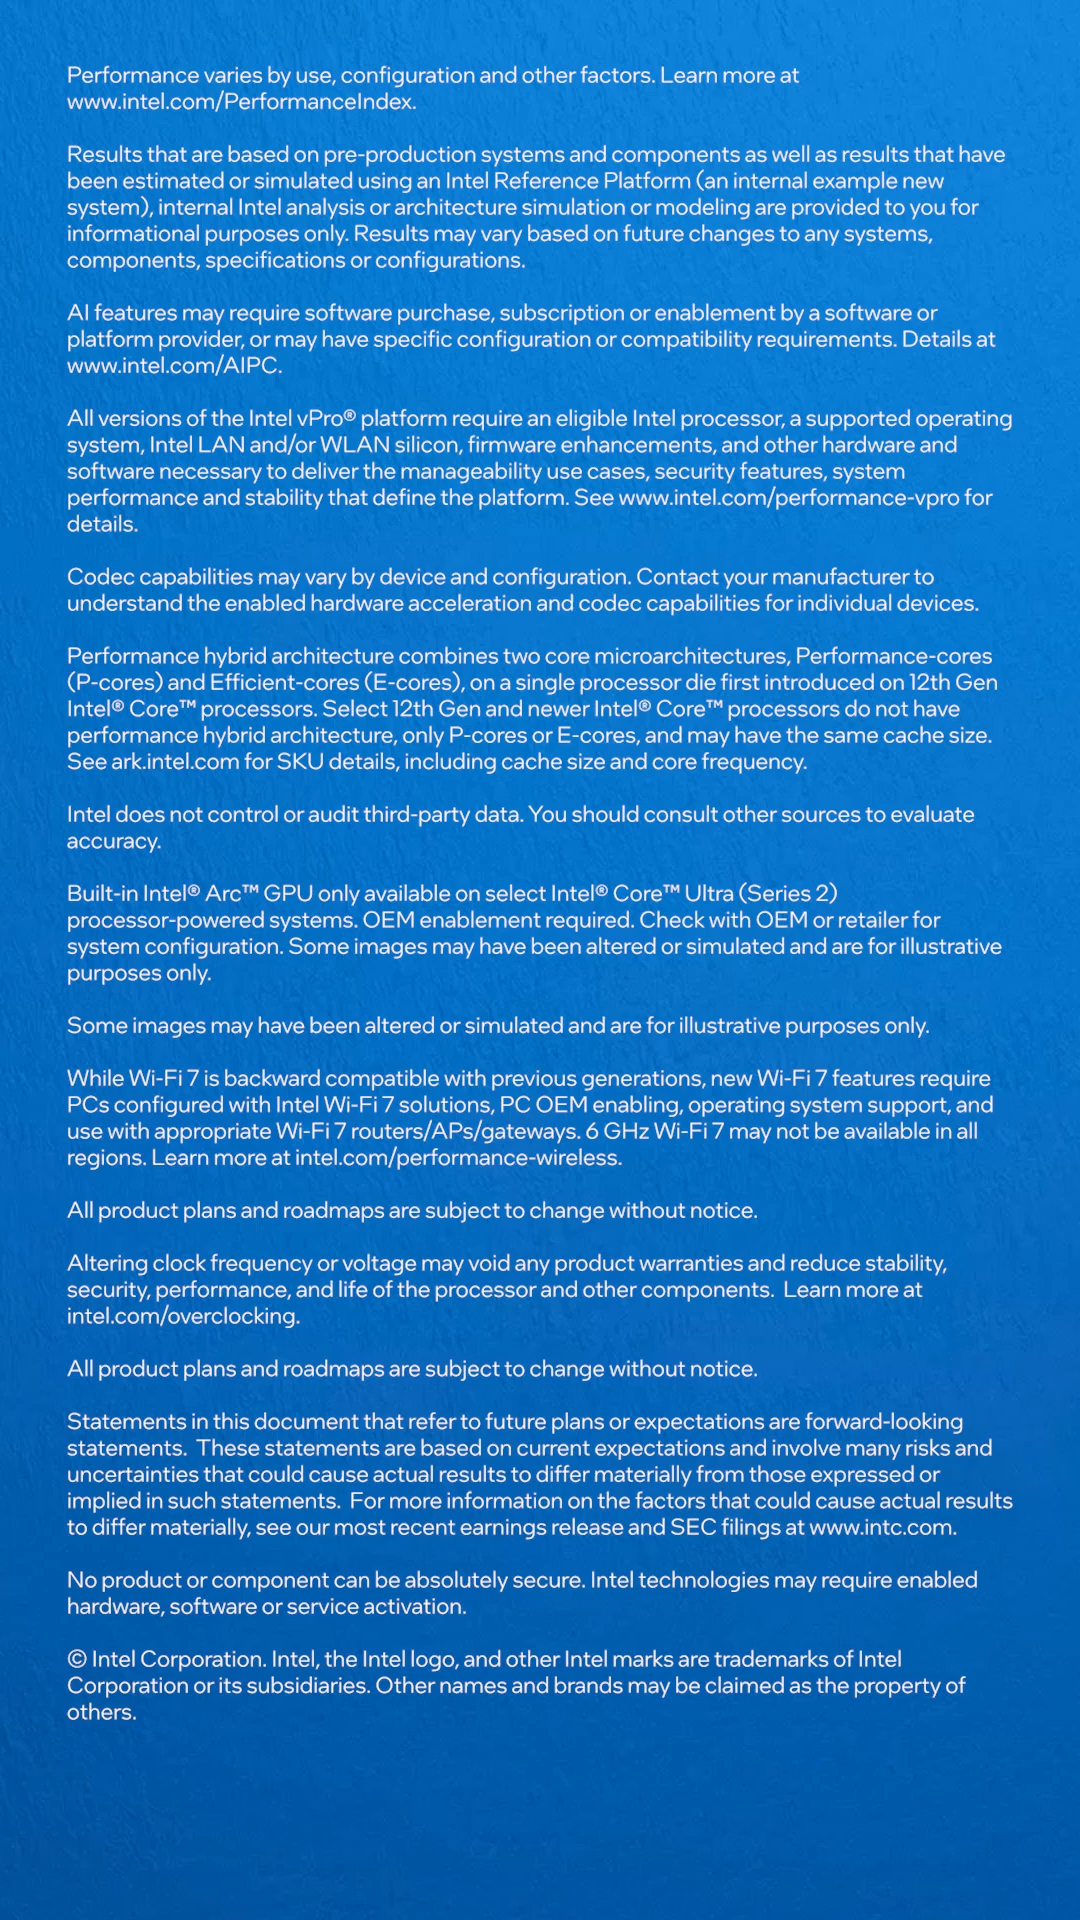 Performance varies by use, configuration and other factors. Learn more at
www.intel.com/PerformanceIndex.
Results that are based on pre-production systems and components as well as results that have
been estimated or simulated using an Intel Reference Platform (an internal example new
system), internal Intel analysis or architecture simulation or modeling are provided to you for
informational purposes only. Results may vary based on future changes to any systems,
components, specifications or configurations.
AI features may require software purchase, subscription or enablement by a software or
platform provider, or may have specific configuration or compatibility requirements. Details at
www.intel.com/AIPC.
All versions of the Intel vPro® platform require an eligible Intel processor, a supported operating
system, Intel LAN and/or WLAN silicon, firmware enhancements, and other hardware and
software necessary to deliver the manageability use cases, security features, system
performance and stability that define the platform. See www.intel.com/performance-vpro for
details.
Codec capabilities may vary by device and configuration. Contact your manufacturer to
understand the enabled hardware acceleration and codec capabilities for individual devices.
Performance hybrid architecture combines two core microarchitectures, Performance-cores
(P-cores) and Efficient-cores (E-cores), on a single processor die first introduced on 12th Gen
Intel® Core™ processors. Select 12th Gen and newer Intel® Core™ processors do not have
performance hybrid architecture, only P-cores or E-cores, and may have the same cache size.
See ark.intel.com for SKU details, including cache size and core frequency.
Intel does not control or audit third-party data. You should consult other sources to evaluate
accuracy.
Built-in Intel® Arc™ GPU only available on select Intel® Core™ Ultra (Series 2)
processor-powered systems. OEM enablement required. Check with OEM or retailer for
system configuration. Some images may have been altered or simulated and are for illustrative
purposes only.
Some images may have been altered or simulated and are for illustrative purposes only.
While Wi-Fi 7 is backward compatible with previous generations, new Wi-Fi 7 features require
PCs configured with Intel Wi-Fi 7 solutions, PC OEM enabling, operating system support, and
use with appropriate Wi-Fi 7 routers/APs/gateways. 6 GHz Wi-Fi 7 may not be available in all
regions. Learn more at intel.com/performance-wireless.
All product plans and roadmaps are subject to change without notice.
Altering clock frequency or voltage may void any product warranties and reduce stability,
security, performance, and life of the processor and other components.  Learn more at
intel.com/overclocking.
All product plans and roadmaps are subject to change without notice.
Statements in this document that refer to future plans or expectations are forward-looking
statements.  These statements are based on current expectations and involve many risks and
uncertainties that could cause actual results to differ materially from those expressed or
implied in such statements.  For more information on the factors that could cause actual results
to differ materially, see our most recent earnings release and SEC filings at www.intc.com.
No product or component can be absolutely secure. Intel technologies may require enabled
hardware, software or service activation.
© Intel Corporation. Intel, the Intel logo, and other Intel marks are trademarks of Intel
Corporation or its subsidiaries. Other names and brands may be claimed as the property of
others.